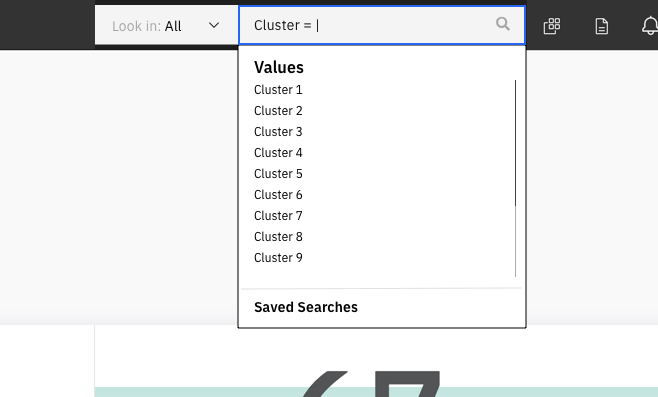 Look in: All
Cluster = |
Values
Cluster 1
Cluster 2
Cluster 3
Cluster 4
Cluster 5
Cluster 6
Cluster 7
Cluster 8
Cluster 9
Saved Searches
67